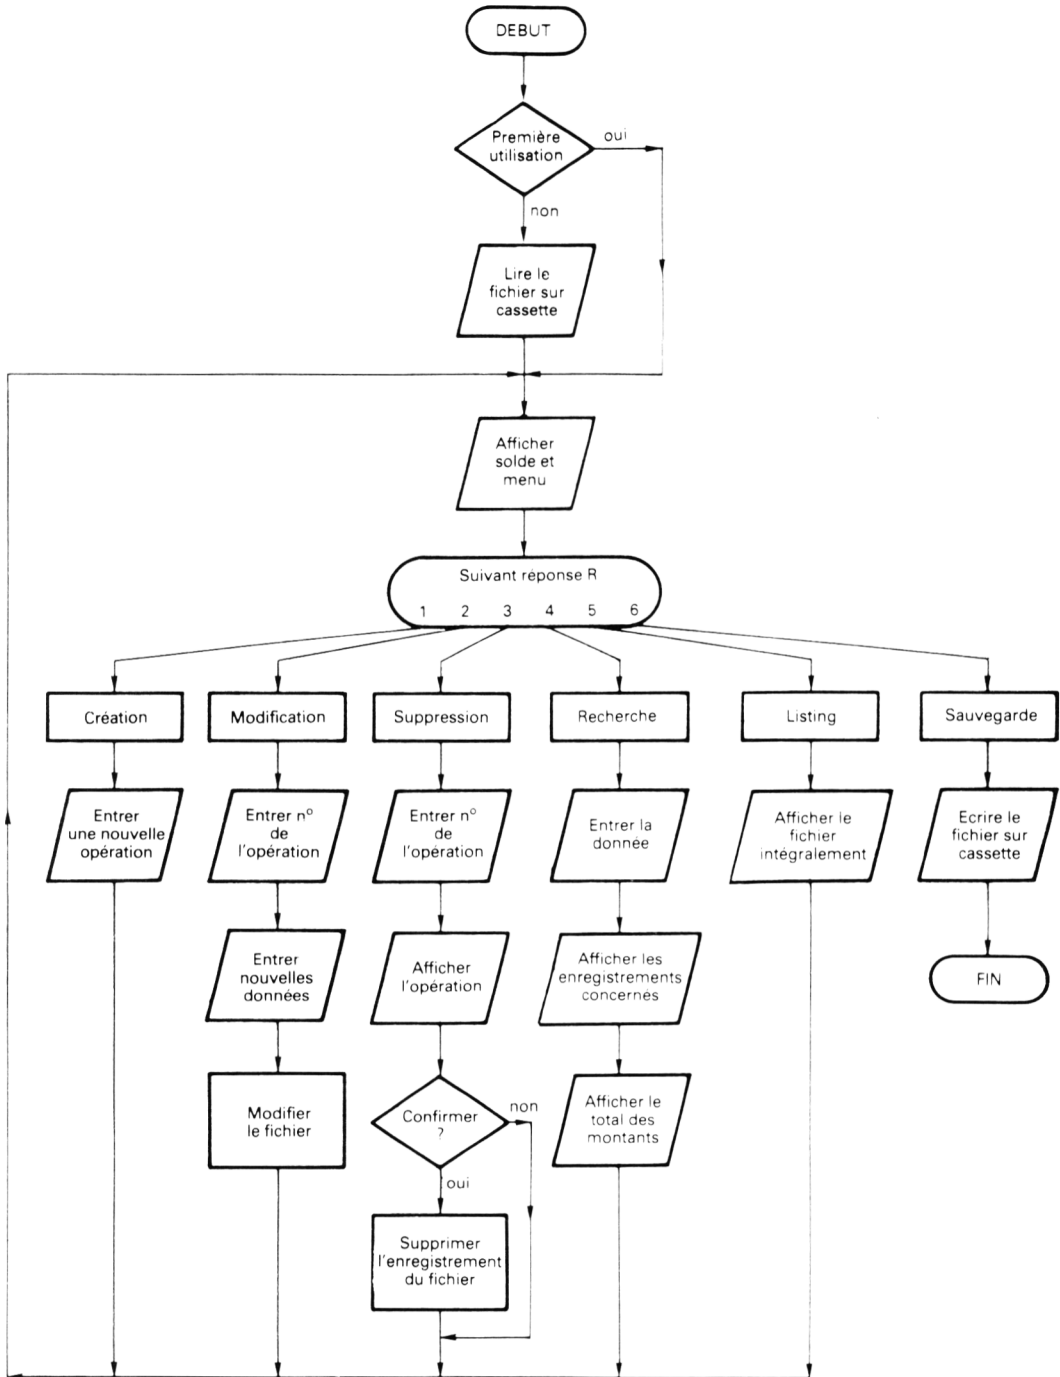 DEBUT
Première
utilisation
oui
non
Lire le
fichier sur
cassette
Afficher
solde et
menu
Suivant réponse R
1 2 3 4 5 6
Création
Modification
Suppression
Recherche
Listing
Sauvegarde
Entrer
une nouvelle
opération
Entrer n°
de
l'opération
Entrer n°
de
l'opération
Entrer la
donnée
Afficher le
fichier
intégralement
Ecrire le
fichier sur
cassette
Entrer
nouvelles
données
Afficher
l'opération
Afficher les
enregistrements
concernés
FIN
Modifier
le fichier
Confirmer
?
non
oui
Afficher le
total des
montants
Supprimer
l'enregistrement
du fichier